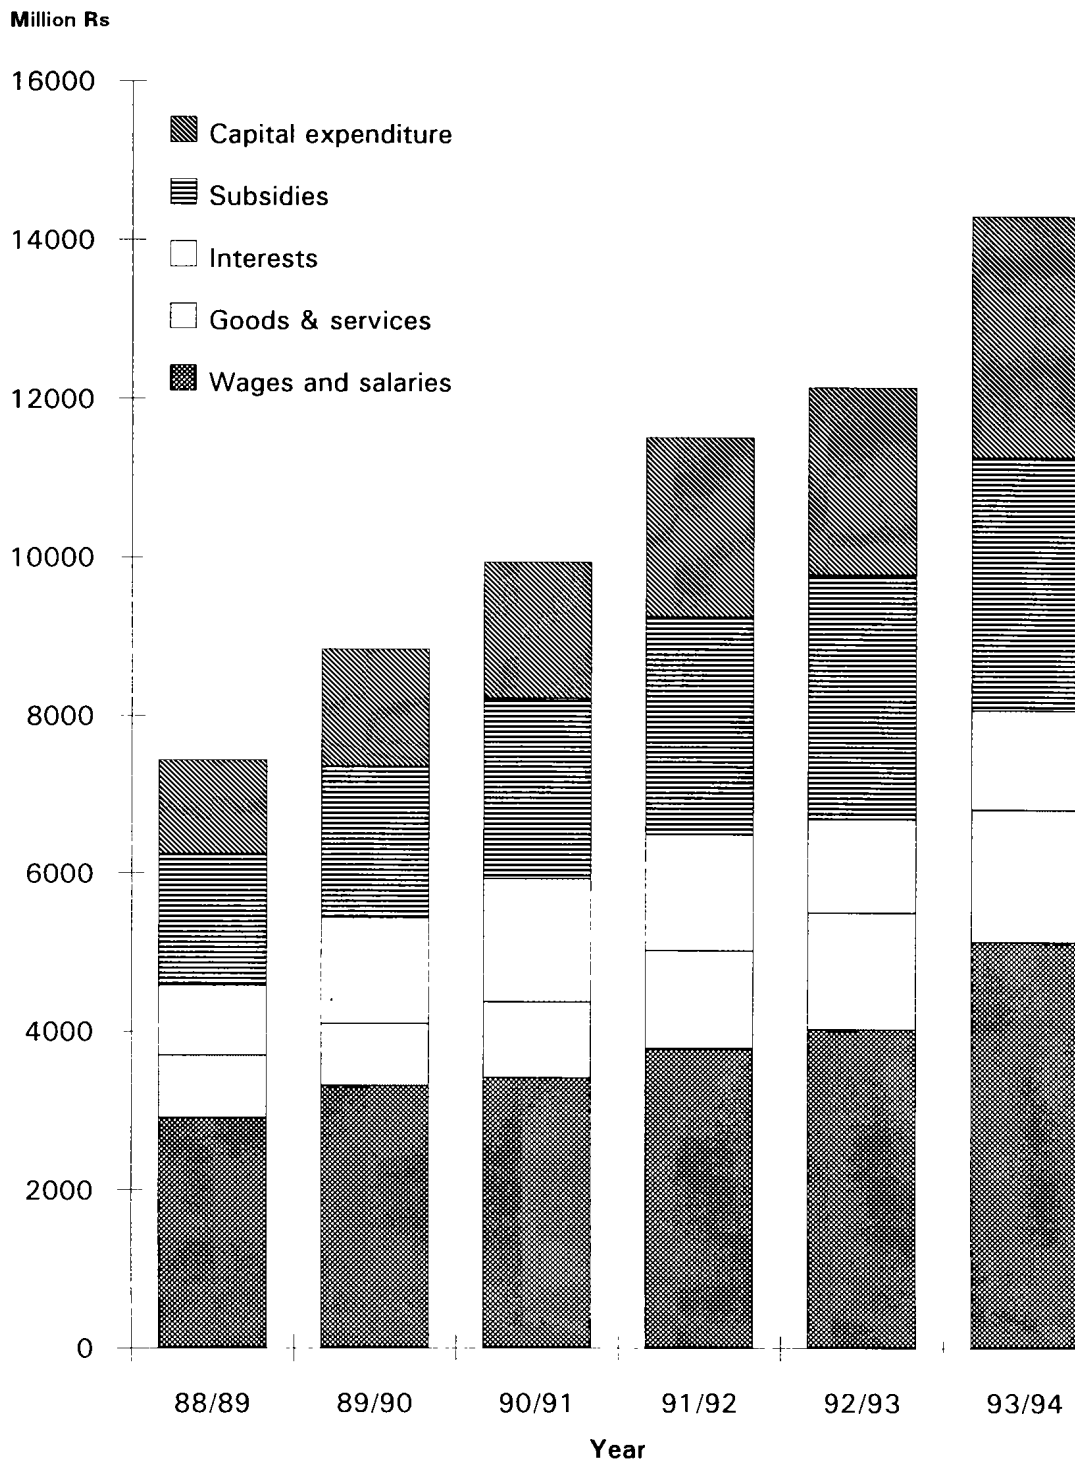 Million Rs
16000
14000
12000
10000
8000
6000
4000
2000
0
Capital expenditure
Subsidies
Interests
Goods & services
Wages and salaries
88/89 89/90 90/91 91/92 92/93 93/94
Year